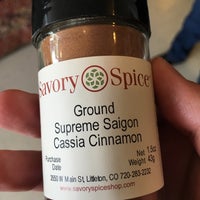 Savory Spice®
Ground
Supreme Saigon
Cassia Cinnamon
Purchase Date
Net 1.5oz
Weight 43g
2650 W Main St, Littleton, CO 720-283-2232
www.savoryspiceshop.com